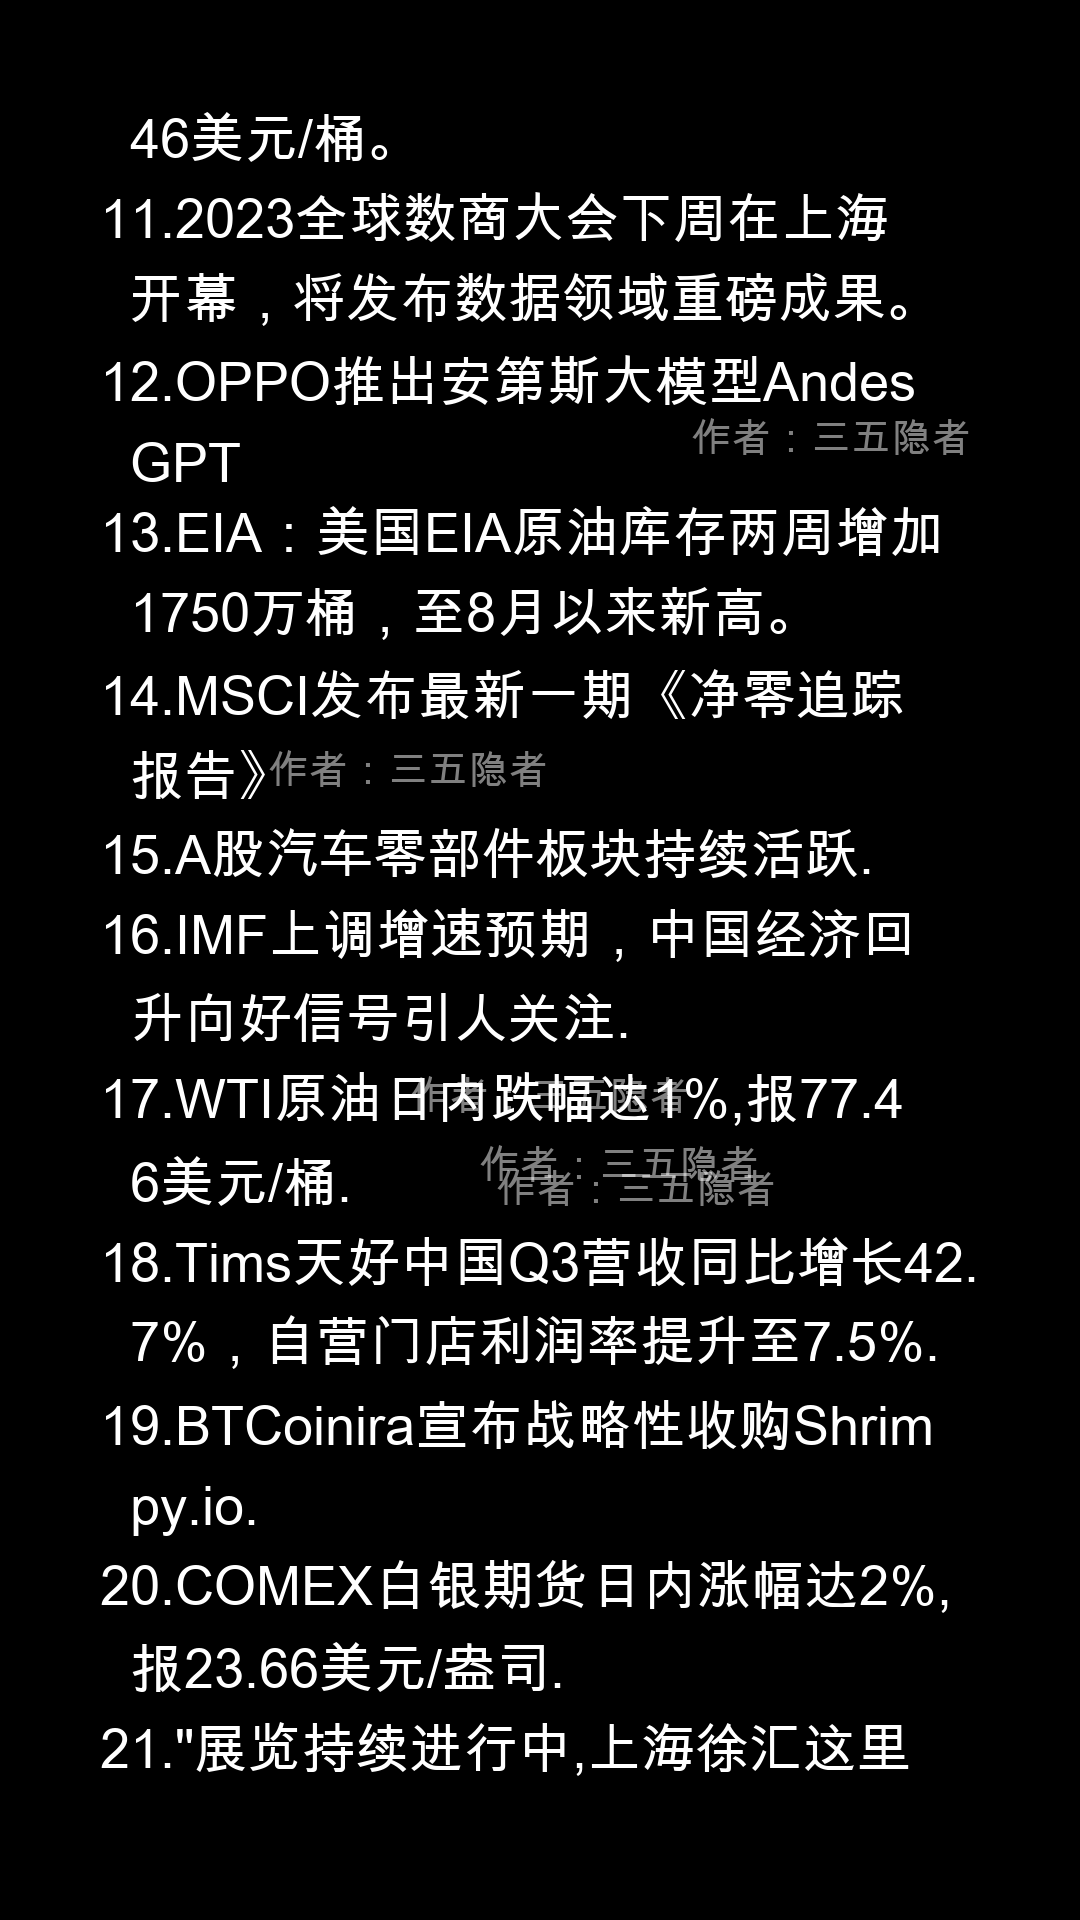 46美元/桶。
11.2023全球数商大会下周在上海
开幕，将发布数据领域重磅成果。
12.OPPO推出安第斯大模型Andes
作者：三五隐者
GPT
13.EIA：美国EIA原油库存两周增加
1750万桶，至8月以来新高。
14.MSCI发布最新一期《净零追踪
报告》
作者：三五隐者
15.A股汽车零部件板块持续活跃.
16.IMF上调增速预期，中国经济回
升向好信号引人关注.
17.WTI原油日内跌幅达1%,报77.4
作者：三五隐者
6美元/桶.
作者：三五隐者
作者：三五隐者
18.Tims天好中国Q3营收同比增长42.
7%，自营门店利润率提升至7.5%.
19.BTCoinira宣布战略性收购Shrim
py.io.
20.COMEX白银期货日内涨幅达2%,
报23.66美元/盎司.
21."展览持续进行中,上海徐汇这里